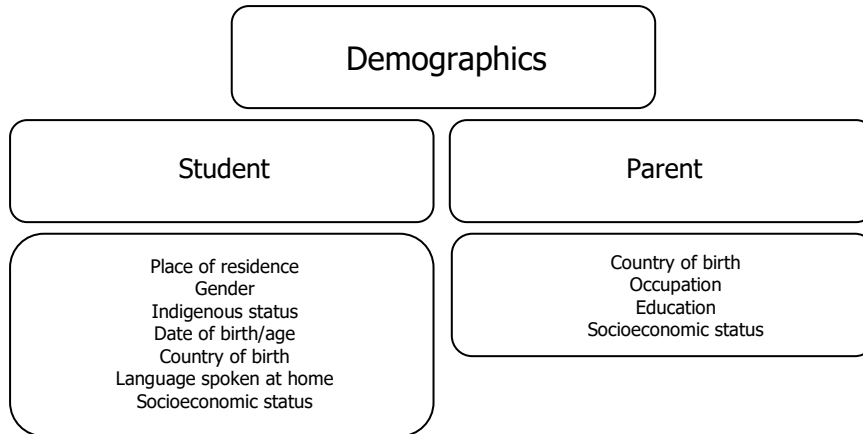 Demographics
Student
Parent
Place of residence
Gender
Indigenous status
Date of birth/age
Country of birth
Language spoken at home
Socioeconomic status
Country of birth
Occupation
Education
Socioeconomic status